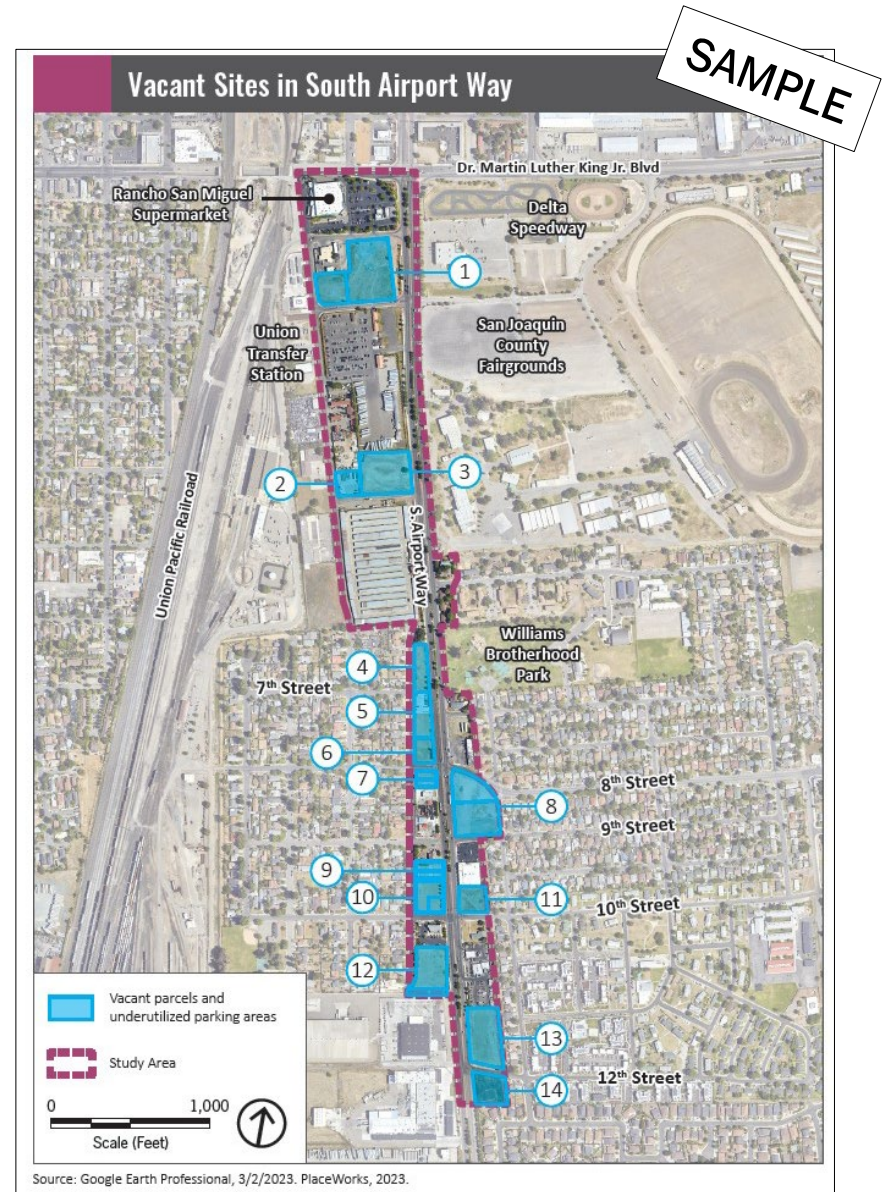 SAMPLE
Vacant Sites in South Airport Way
Dr. Martin Luther King Jr. Blvd
Rancho San Miguel
Supermarket
Delta
Speedway
1
Union
Transfer
Station
San Joaquin
County
Fairgrounds
2
3
Union Pacific Railroad
S. Airport Way
Williams
Brotherhood
Park
4
7th Street
5
6
7
8th Street
8
9th Street
9
10
11
10th Street
12
Vacant parcels and
underutilized parking areas
Study Area
13
12th Street
14
0 1,000
Scale (Feet)
Source: Google Earth Professional, 3/2/2023. PlaceWorks, 2023.